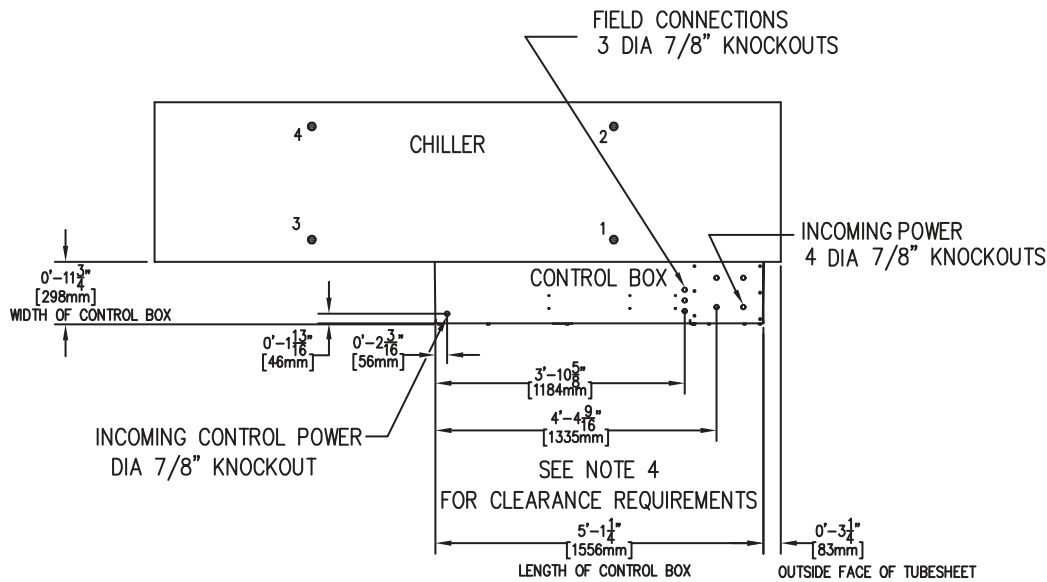 FIELD CONNECTIONS
3 DIA 7/8" KNOCKOUTS
4
2
CHILLER
3
1
INCOMING POWER
4 DIA 7/8" KNOCKOUTS
CONTROL BOX
0'-11 3/4"
[298mm]
WIDTH OF CONTROL BOX
0'-1 13/16"
[46mm]
0'-2 3/16"
[56mm]
3'-10 5/8"
[1184mm]
4'-4 9/16"
[1335mm]
INCOMING CONTROL POWER
DIA 7/8" KNOCKOUT
SEE NOTE 4
FOR CLEARANCE REQUIREMENTS
5'-1 1/4"
[1556mm]
LENGTH OF CONTROL BOX
0'-3 1/4"
[83mm]
OUTSIDE FACE OF TUBESHEET